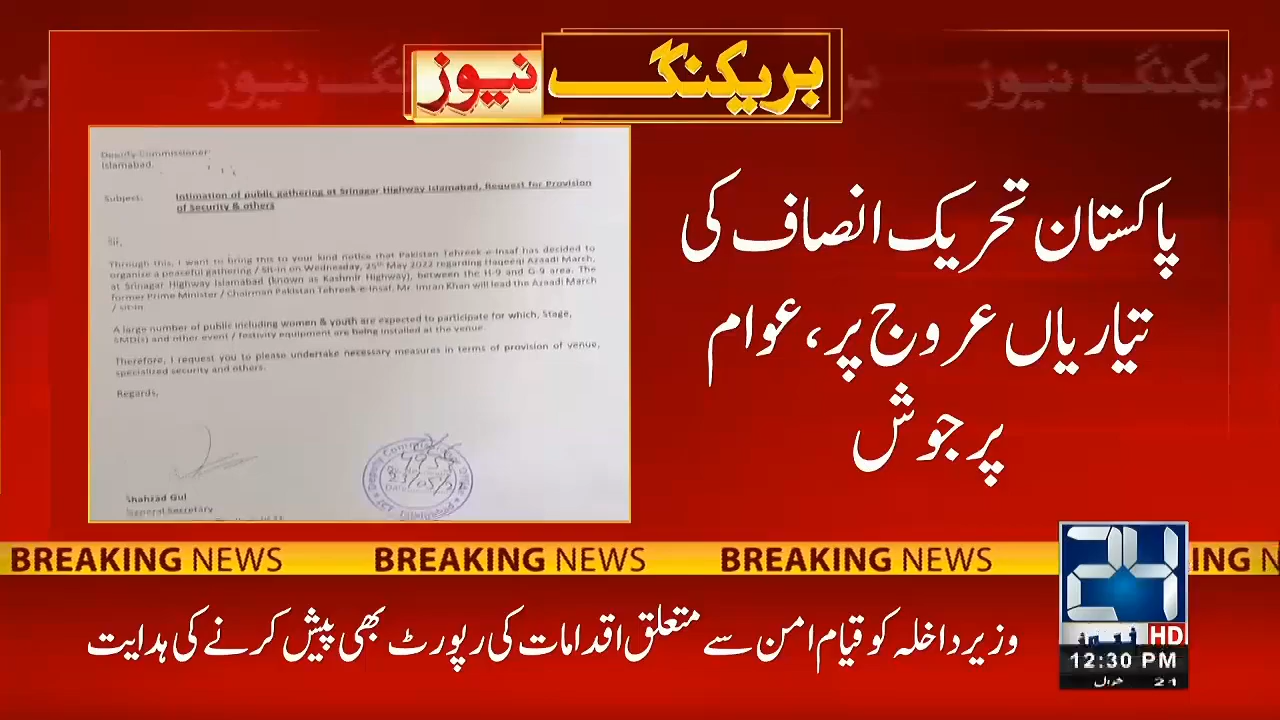 بریکنگ نیوز
Deputy Commissioner
Islamabad.
Subject: Intimation of public gathering at Srinagar Highway Islamabad, Request for Provision
of Security & others
Sir,
Through this, I want to bring this to your kind notice that Pakistan Tehreek-e-Insaf has decided to
organize a peaceful gathering / Sit-in on Wednesday, 25th May 2022 regarding Haqeeqi Azaadi March,
at Srinagar Highway Islamabad (known as Kashmir Highway), between the H-9 and G-9 area. The
former Prime Minister / Chairman Pakistan Tehreek-e-Insaf, Mr. Imran Khan will lead the Azaadi March
/ sit-in.
A large number of public including women & youth are expected to participate for which, Stage,
SMD(s) and other event / festivity equipment are being installed at the venue.
Therefore, I request you to please undertake necessary measures in terms of provision of venue,
specialized security and others.
Regards,
Shahzad Gul
General Secretary
پاکستان تحریک انصاف کی
تیاریاں عروج پر، عوام
پرجوش
BREAKING NEWS BREAKING NEWS BREAKING NEWS
24
نیوز HD
12:30 PM
وزیرداخلہ کو قیام امن سے متعلق اقدامات کی رپورٹ بھی پیش کرنے کی ہدایت